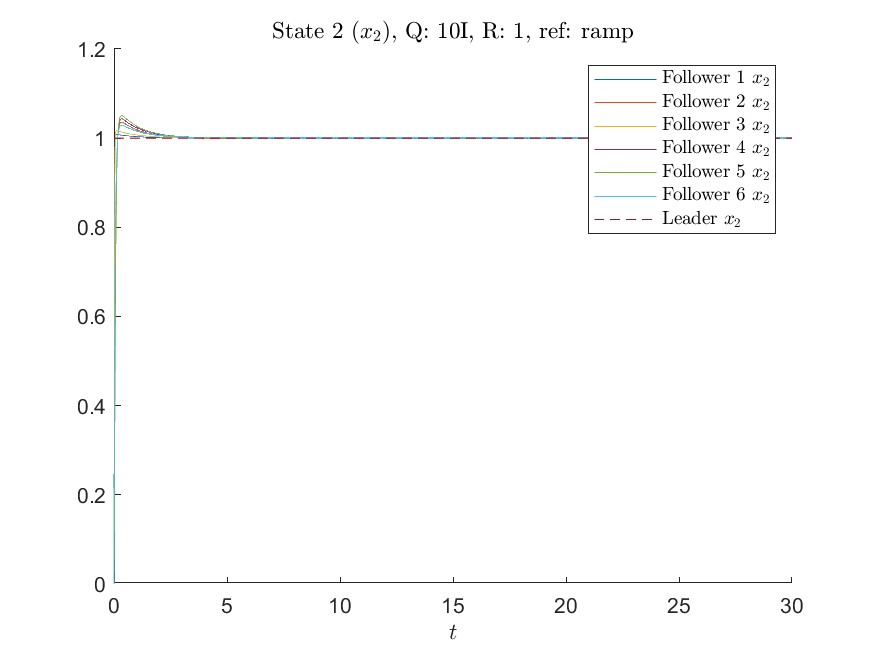 State 2 (x₂), Q: 10I, R: 1, ref: ramp
1.2
1
0.8
0.6
0.4
0.2
0
Follower 1 x₂
Follower 2 x₂
Follower 3 x₂
Follower 4 x₂
Follower 5 x₂
Follower 6 x₂
Leader x₂
0 5 10 15 20 25 30
t